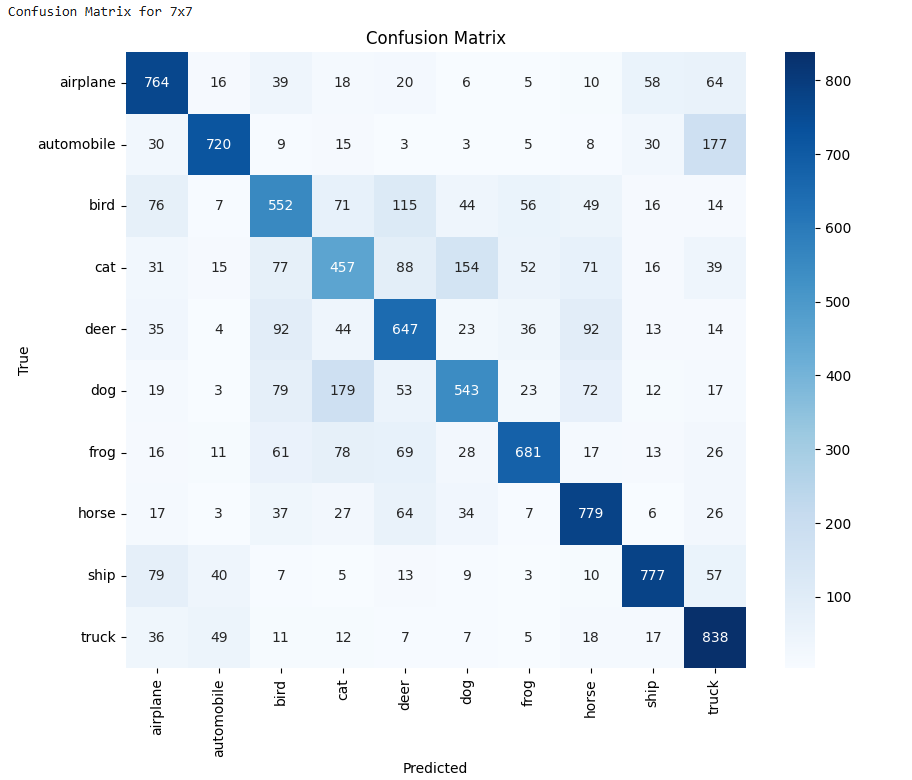 Confusion Matrix for 7x7
Confusion Matrix
airplane 764 16 39 18 20 6 5 10 58 64
automobile 30 720 9 15 3 3 5 8 30 177
bird 76 7 552 71 115 44 56 49 16 14
cat 31 15 77 457 88 154 52 71 16 39
deer 35 4 92 44 647 23 36 92 13 14
dog 19 3 79 179 53 543 23 72 12 17
frog 16 11 61 78 69 28 681 17 13 26
horse 17 3 37 27 64 34 7 779 6 26
ship 79 40 7 5 13 9 3 10 777 57
truck 36 49 11 12 7 7 5 18 17 838
airplane automobile bird cat deer dog frog horse ship truck
True
Predicted
800
700
600
500
400
300
200
100